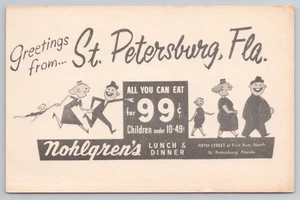 Greetings
from...
St. Petersburg, Fla.
ALL YOU CAN EAT
for 99¢
Children under 10-49¢
Nohlgren's
LUNCH &
DINNER
FIFTH STREET at First Ave. North
St. Petersburg, Florida